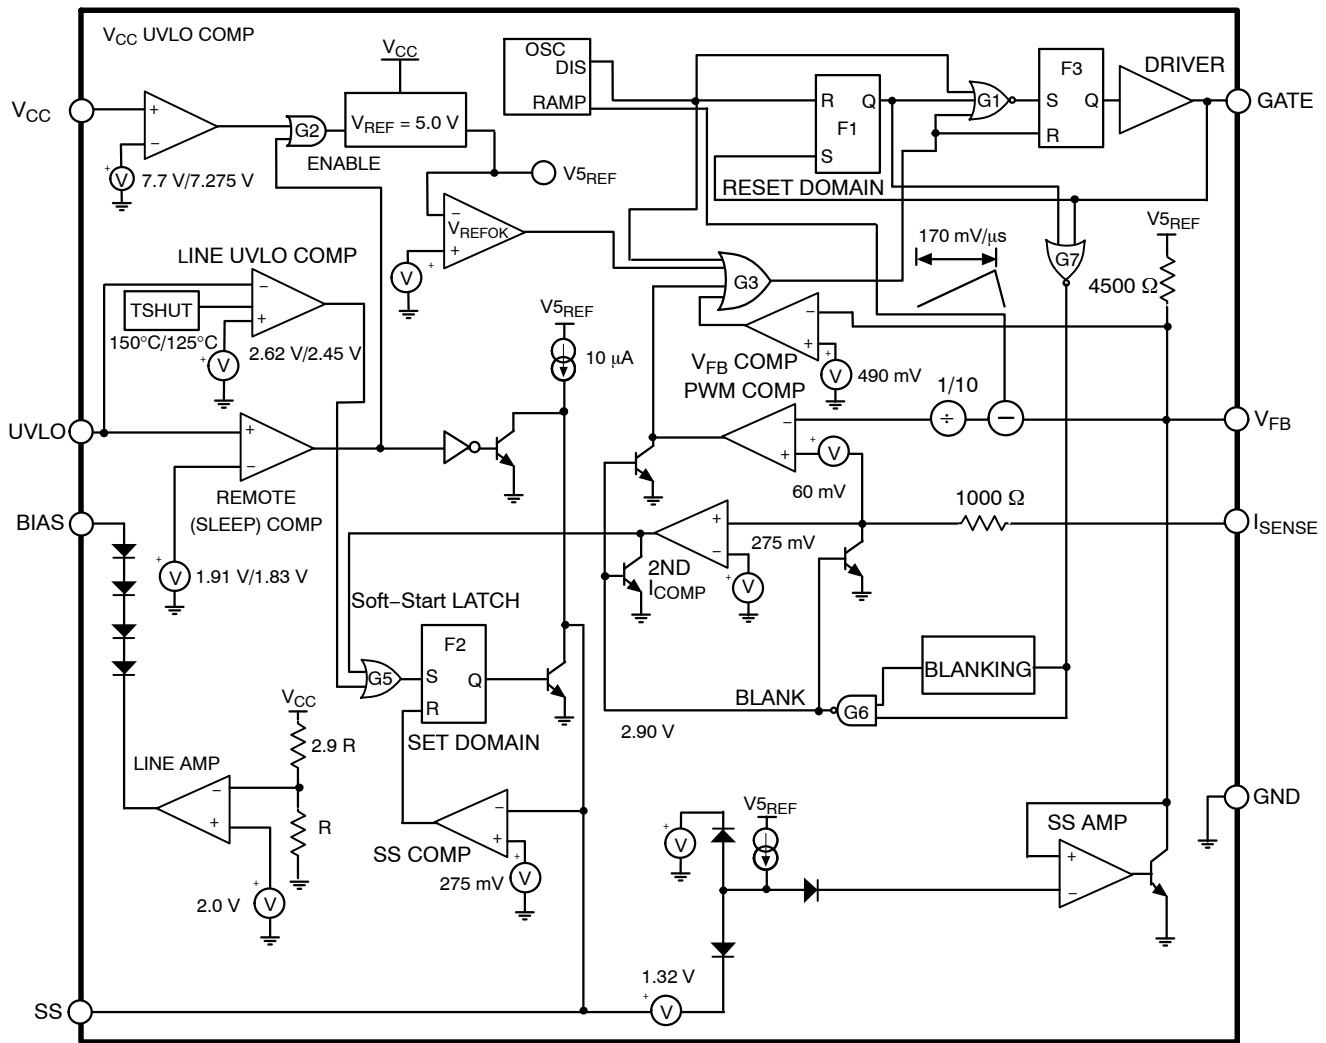 V_CC UVLO COMP
V_CC
OSC
DIS
RAMP
F3
S
Q
R
DRIVER
GATE
R
Q
F1
S
G1
V_CC
+
−
G2
V_REF = 5.0 V
ENABLE
+
V
7.7 V/7.275 V
V5_REF
RESET DOMAIN
−
V_REFOK
+
+
V
LINE UVLO COMP
−
+
TSHUT
150°C/125°C
+
V
2.62 V/2.45 V
170 mV/μs
G7
V5_REF
4500 Ω
G3
−
+
+
V
490 mV
V_FB COMP
PWM COMP
V5_REF
10 μA
1/10
÷
−
V_FB
UVLO
+
−
REMOTE
(SLEEP) COMP
−
+
+
V
60 mV
1000 Ω
I_SENSE
BIAS
+
V
1.91 V/1.83 V
+
−
275 mV
+
V
2ND
I_COMP
Soft−Start LATCH
G5
F2
S
Q
R
SET DOMAIN
BLANKING
BLANK
G6
2.90 V
V_CC
2.9 R
R
LINE AMP
−
+
+
V
2.0 V
−
+
SS COMP
+
V
275 mV
+
V
V5_REF
SS AMP
+
−
GND
1.32 V
+
V
SS